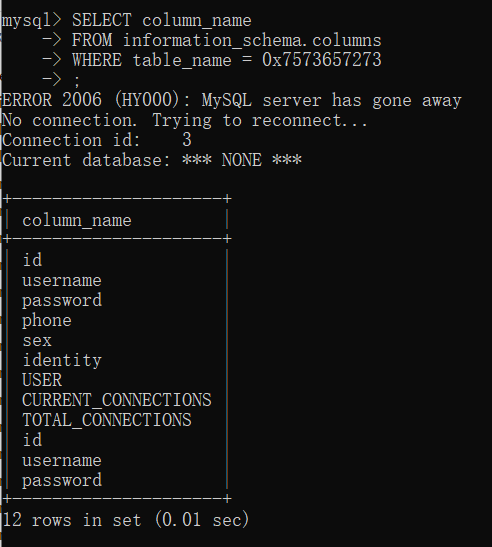 mysql> SELECT column_name
    -> FROM information_schema.columns
    -> WHERE table_name = 0x7573657273
    -> ;
ERROR 2006 (HY000): MySQL server has gone away
No connection. Trying to reconnect...
Connection id:    3
Current database: *** NONE ***

+---------------------+
| column_name         |
+---------------------+
| id                  |
| username            |
| password            |
| phone               |
| sex                 |
| identity            |
| USER                |
| CURRENT_CONNECTIONS |
| TOTAL_CONNECTIONS   |
| id                  |
| username            |
| password            |
+---------------------+
12 rows in set (0.01 sec)